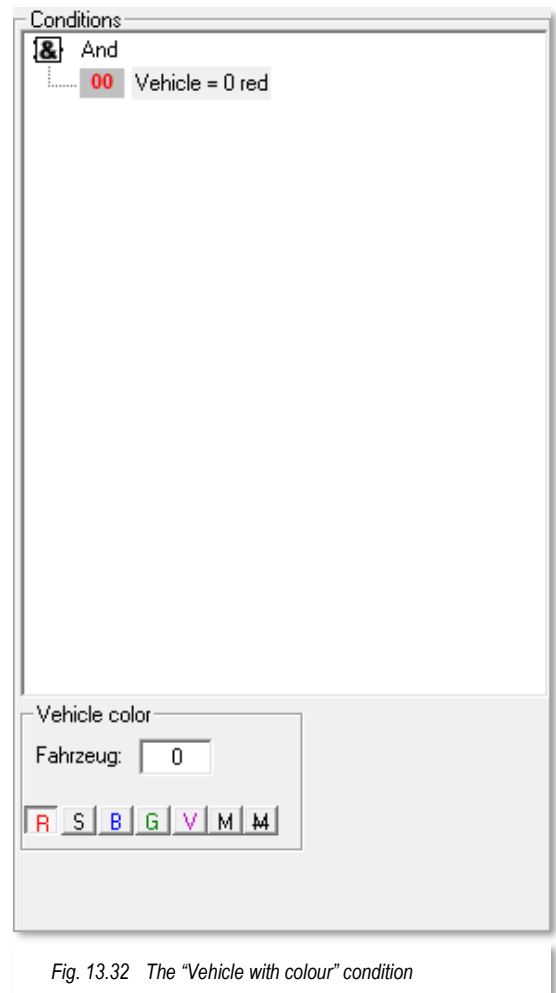 Conditions
& And
00 Vehicle = 0 red
Vehicle color
Fahrzeug: 0
R S B G V M M
Fig. 13.32 The “Vehicle with colour” condition